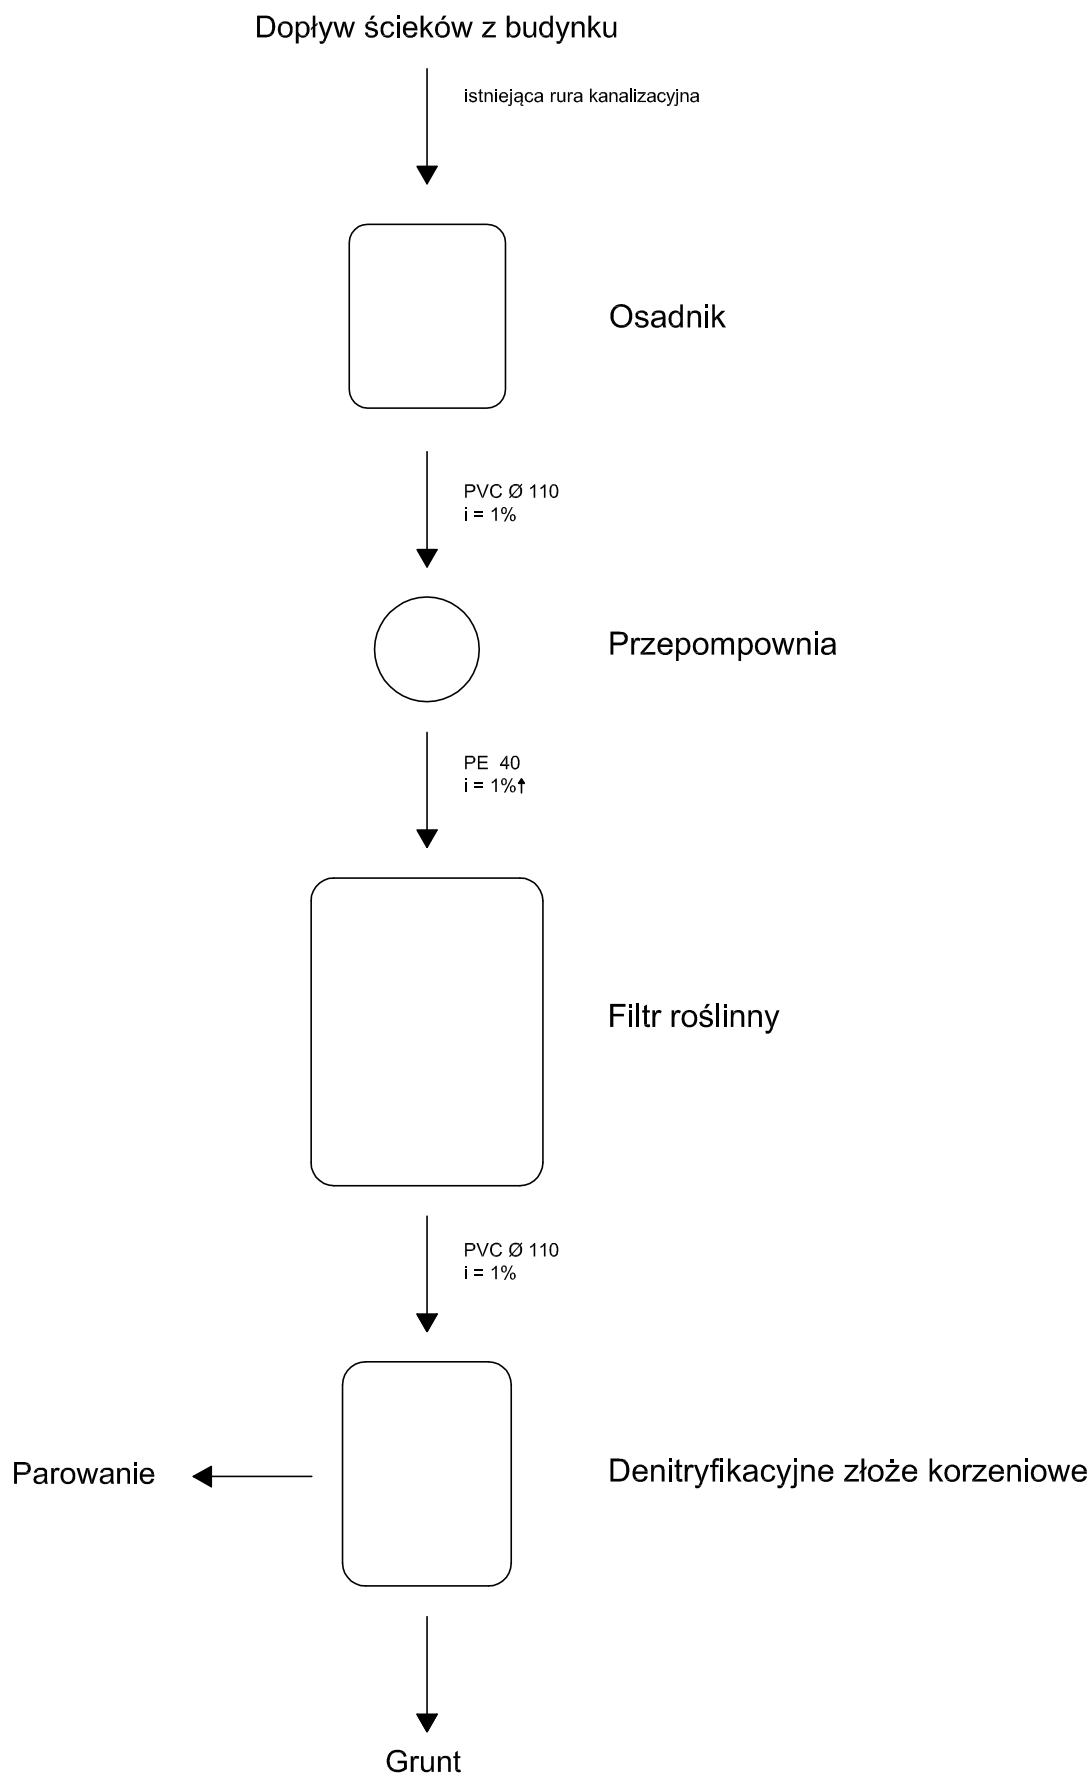 Dopływ ścieków z budynku
istniejąca rura kanalizacyjna
Osadnik
PVC Ø 110
i = 1%
Przepompownia
PE 40
i = 1%↑
Filtr roślinny
PVC Ø 110
i = 1%
Parowanie
Denitryfikacyjne złoże korzeniowe
Grunt